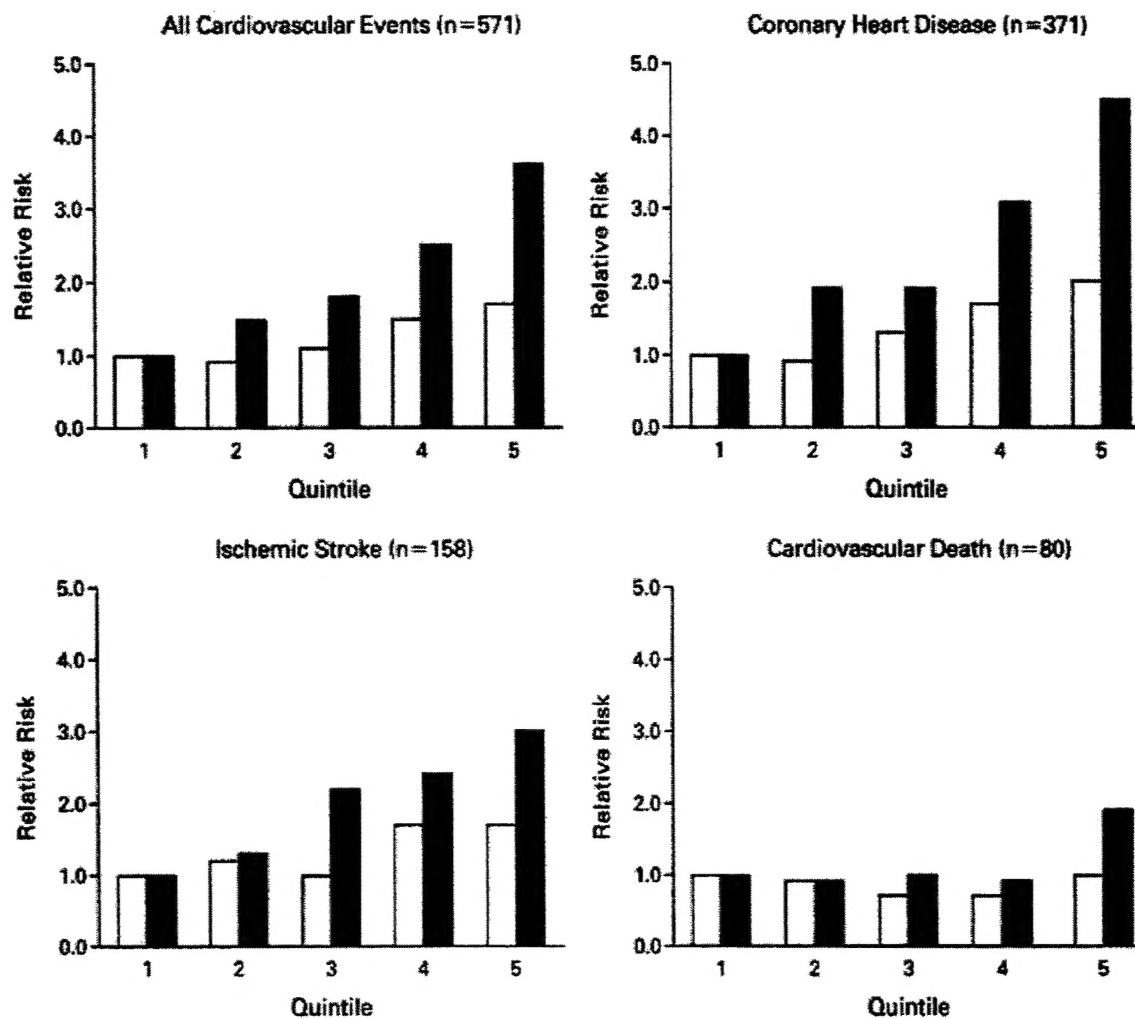 All Cardiovascular Events (n=571)
5.0
4.0
3.0
2.0
1.0
0.0
Relative Risk
1 2 3 4 5
Quintile
Coronary Heart Disease (n=371)
5.0
4.0
3.0
2.0
1.0
0.0
Relative Risk
1 2 3 4 5
Quintile
Ischemic Stroke (n=158)
5.0
4.0
3.0
2.0
1.0
0.0
Relative Risk
1 2 3 4 5
Quintile
Cardiovascular Death (n=80)
5.0
4.0
3.0
2.0
1.0
0.0
Relative Risk
1 2 3 4 5
Quintile